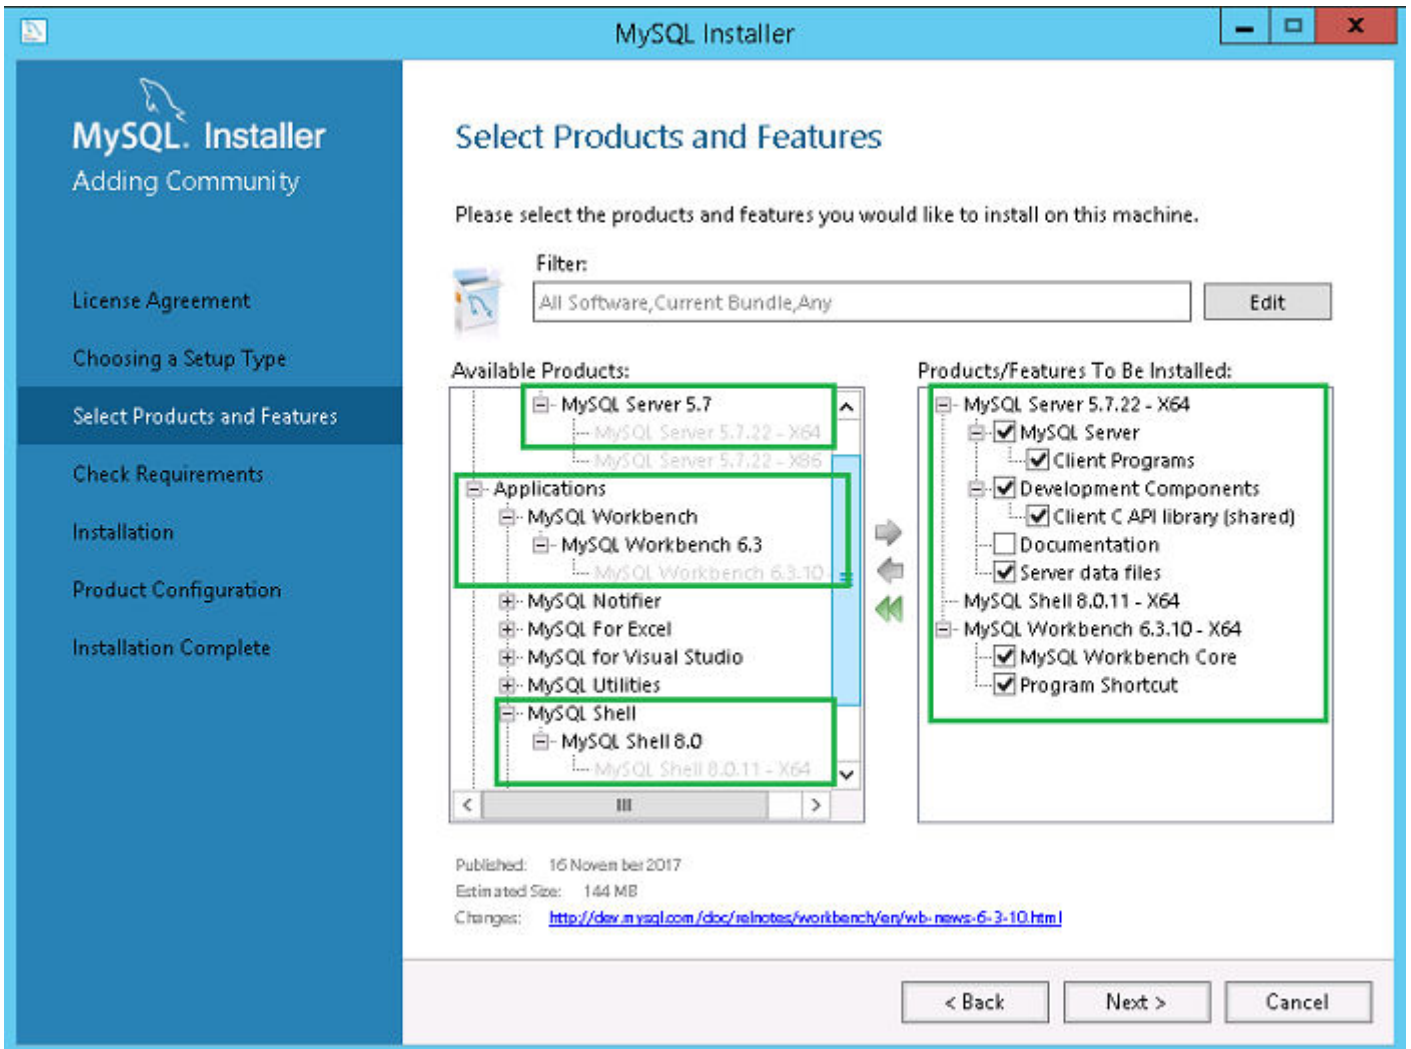 MySQL Installer
MySQL. Installer
Adding Community
License Agreement
Choosing a Setup Type
Select Products and Features
Check Requirements
Installation
Product Configuration
Installation Complete
Select Products and Features
Please select the products and features you would like to install on this machine.
Filter:
All Software,Current Bundle,Any
Edit
Available Products:
MySQL Server 5.7
MySQL Server 5.7.22 - X64
MySQL Server 5.7.22 - X86
Applications
MySQL Workbench
MySQL Workbench 6.3
MySQL Workbench 6.3.10 -
MySQL Notifier
MySQL For Excel
MySQL for Visual Studio
MySQL Utilities
MySQL Shell
MySQL Shell 8.0
MySQL Shell 8.0.11 - X64
Products/Features To Be Installed:
MySQL Server 5.7.22 - X64
MySQL Server
Client Programs
Development Components
Client C API library (shared)
Documentation
Server data files
MySQL Shell 8.0.11 - X64
MySQL Workbench 6.3.10 - X64
MySQL Workbench Core
Program Shortcut
Published: 16 November 2017
Estimated Size: 144 MB
Changes: http://dev.mysql.com/doc/relnotes/workbench/en/wb-news-6-3-10.html
< Back
Next >
Cancel